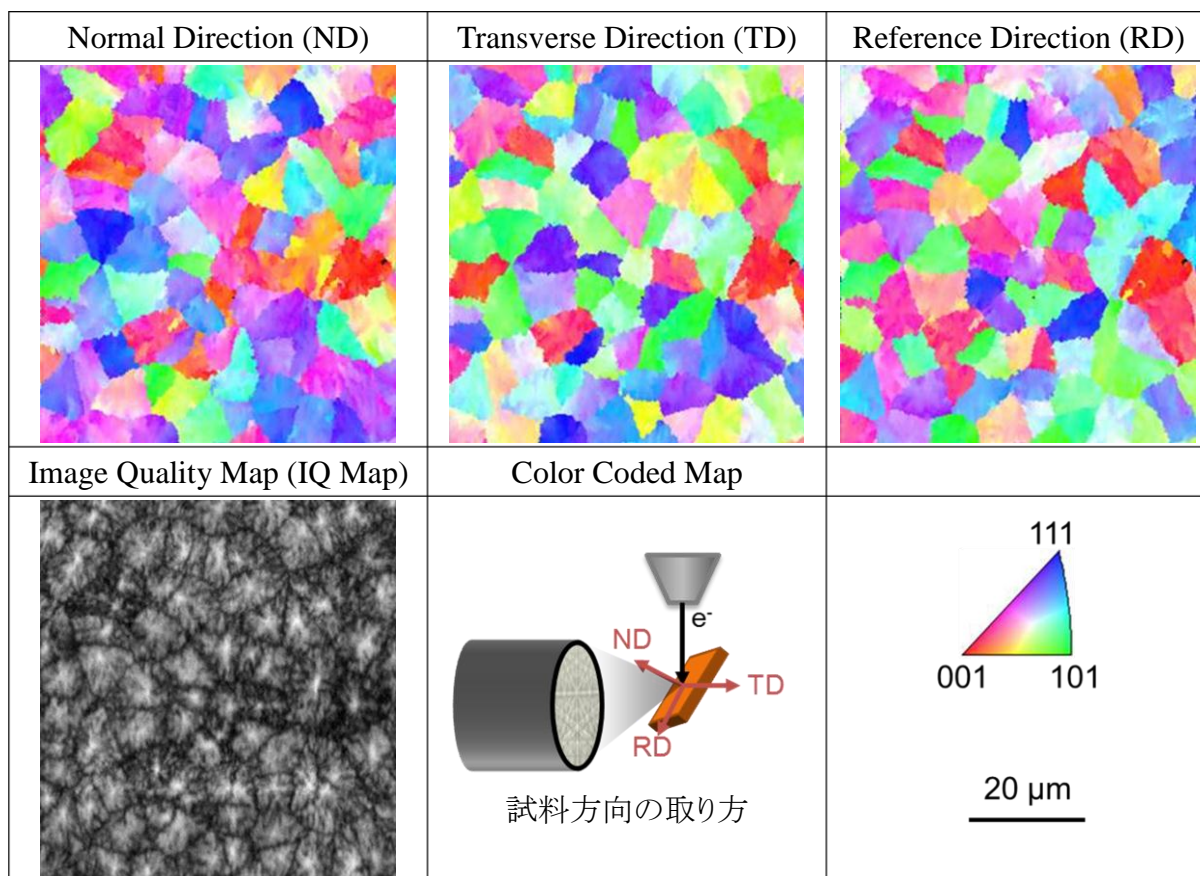 Normal Direction (ND)
Transverse Direction (TD)
Reference Direction (RD)
Image Quality Map (IQ Map)
Color Coded Map
e-
ND
TD
RD
試料方向の取り方
111
001
101
20 μm